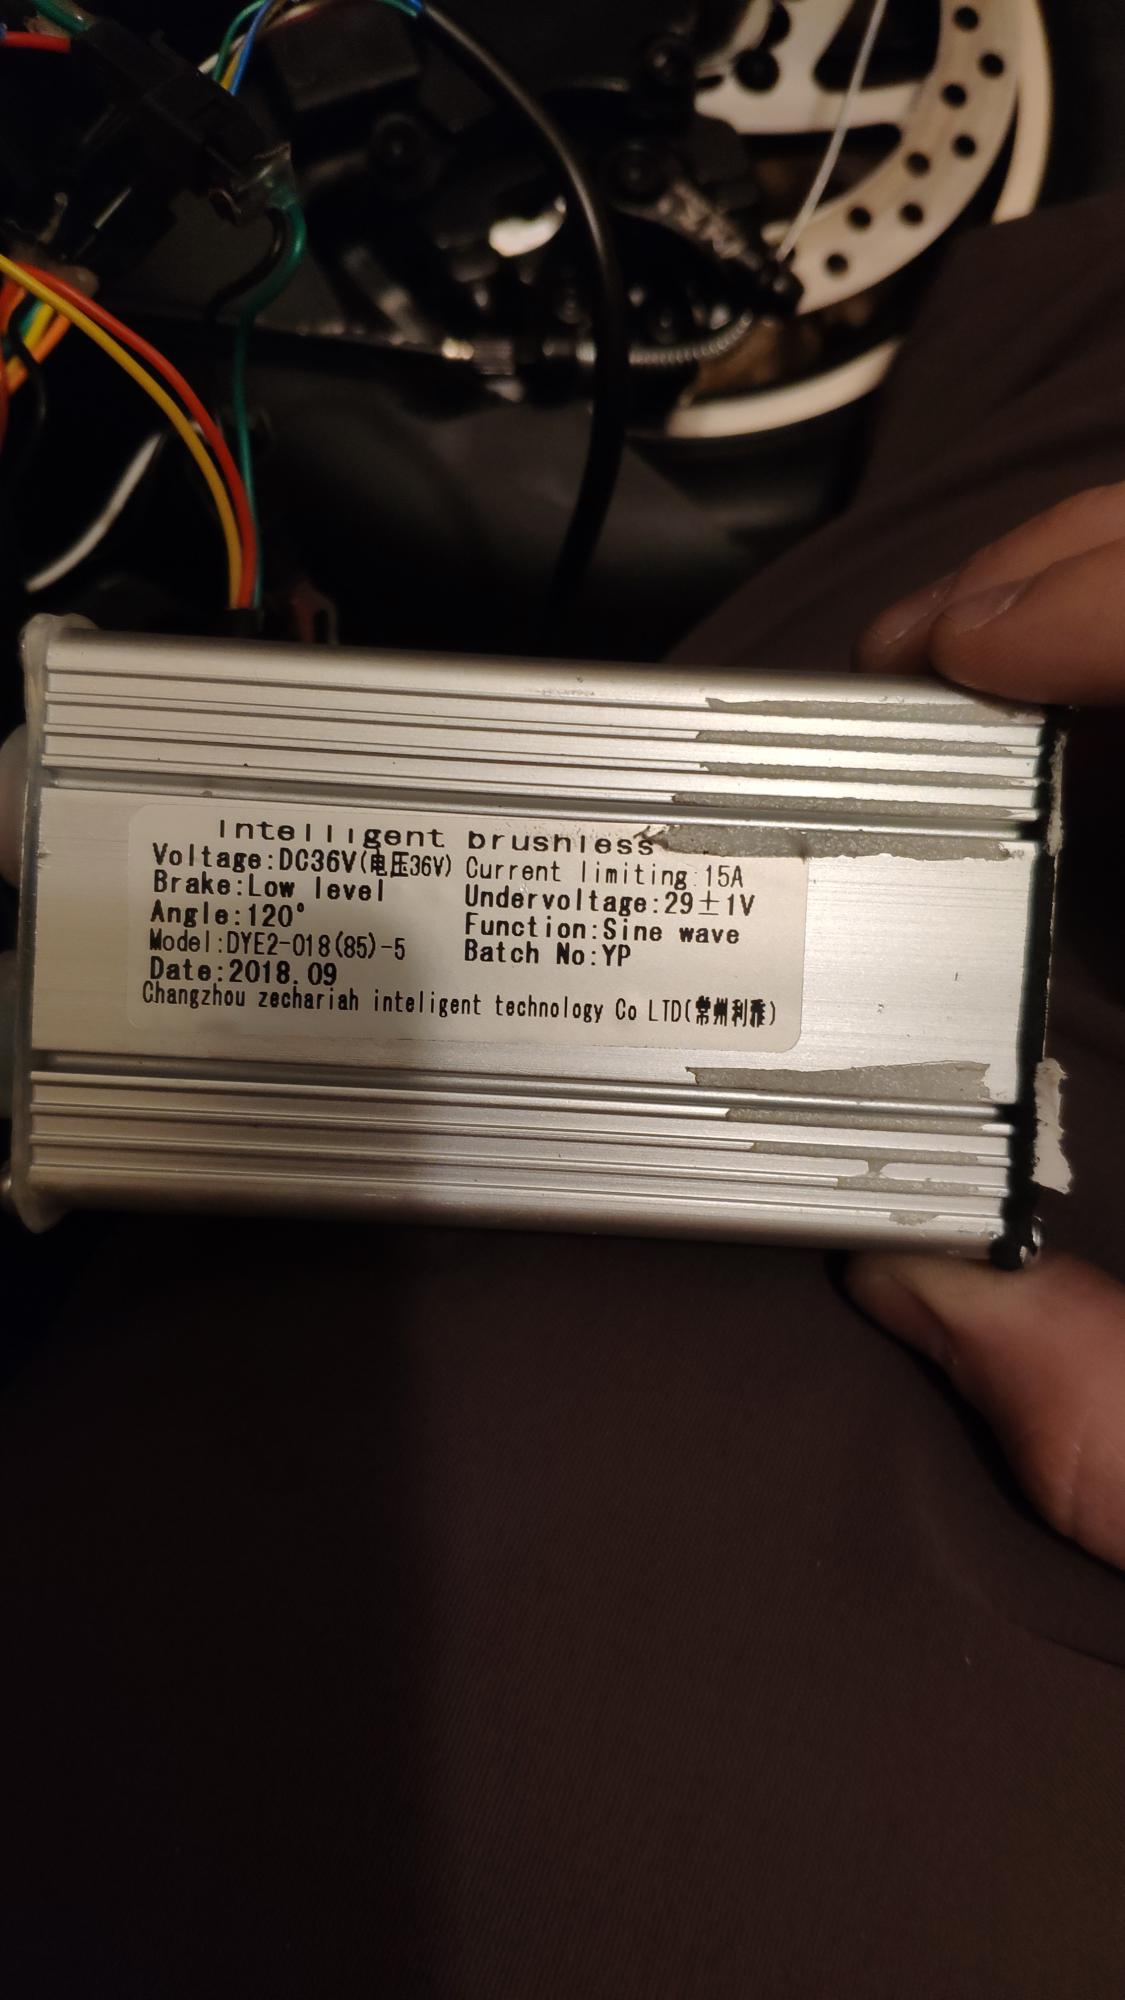 Intelligent brushless
Voltage:DC36V(电压36V) Current limiting:15A
Brake:Low level Undervoltage:29±1V
Angle:120° Function:Sine wave
Model:DYE2-018(85)-5 Batch No:YP
Date:2018.09
Changzhou zechariah inteligent technology Co LTD(常州利雅)